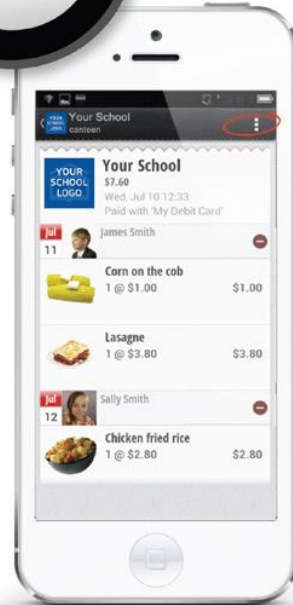 Your School
canteen
YOUR
SCHOOL
LOGO
Your School
$7.60
Wed, Jul 10 12:33
Paid with 'My Debit Card'
Jul
11
James Smith
Corn on the cob
1 @ $1.00 $1.00
Lasagne
1 @ $3.80 $3.80
Jul
12
Sally Smith
Chicken fried rice
1 @ $2.80 $2.80